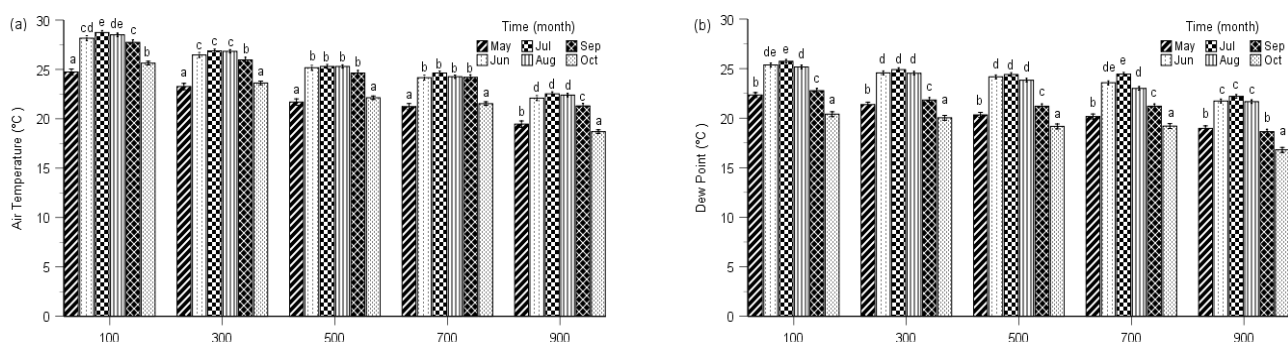 (a)
Time (month)
May Jul Sep
Jun Aug Oct
Air Temperature (°C)
30
25
20
15
10
5
0
a cd e de c b
a c c c b a
a b b b b a
a b b b b a
b d d d c a
100 300 500 700 900
(b)
Time (month)
May Jul Sep
Jun Aug Oct
Dew Point (°C)
30
25
20
15
10
5
0
b de e d c a
b d d d c a
b d d d c a
b de e d c a
b c c c b a
100 300 500 700 900